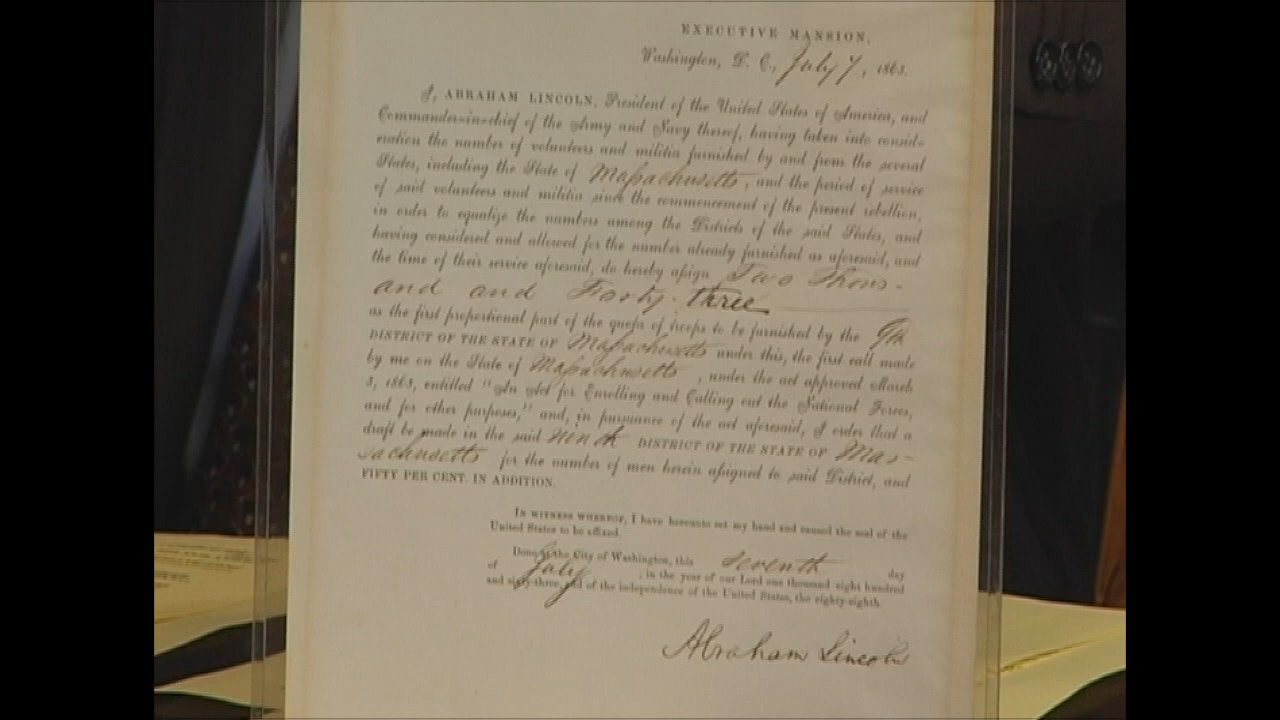 EXECUTIVE MANSION,
Washington, D. C., July 7, 1863.
I, ABRAHAM LINCOLN, President of the United States of America, and
Commander-in-chief of the Army and Navy thereof, having taken into consid-
eration the number of volunteers and militia furnished by and from the several
States, including the State of Massachusetts, and the period of service
of said volunteers and militia since the commencement of the present rebellion,
in order to equalize the numbers among the Districts of the said States, and
having considered and allowed for the number already furnished as aforesaid, and
the time of their service aforesaid, do hereby assign Two Thous-
and and Forty-three
as the first proportional part of the quota of troops to be furnished by the 9th
DISTRICT OF THE STATE OF Massachusetts under this, the first call made
by me on the State of Massachusetts, under the act approved March
3, 1863, entitled "An Act for Enrolling and Calling out the National Forces,
and for other purposes," and, in pursuance of the act aforesaid, I order that a
draft be made in the said Ninth DISTRICT OF THE STATE OF Mas-
sachusetts for the number of men herein assigned to said District, and
FIFTY PER CENT. IN ADDITION.
IN WITNESS WHEREOF, I have hereunto set my hand and caused the seal of the
United States to be affixed.
Done at the City of Washington, this seventh day
of July, in the year of our Lord one thousand eight hundred
and sixty-three, and of the independence of the United States, the eighty-eighth.
Abraham Lincoln